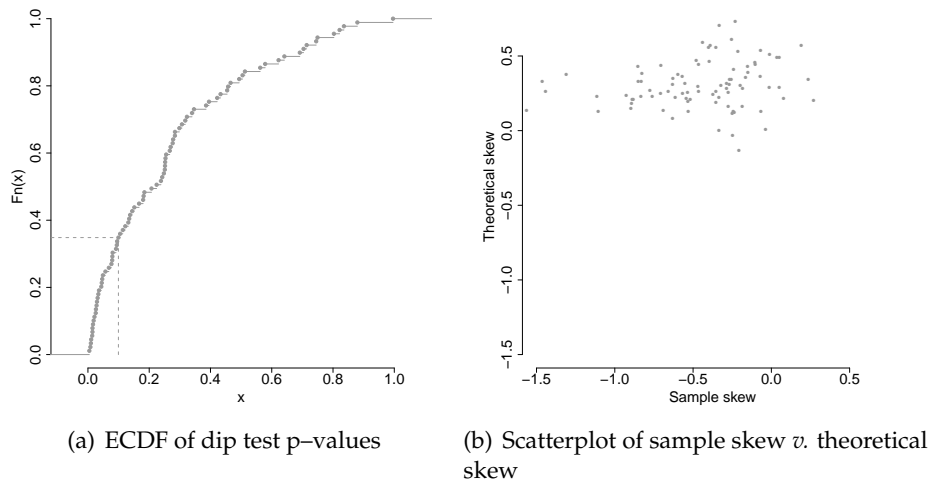 Fn(x)
1.0
0.8
0.6
0.4
0.2
0.0
0.0 0.2 0.4 0.6 0.8 1.0
x
(a) ECDF of dip test p–values
Theoretical skew
0.5
0.0
−0.5
−1.0
−1.5
−1.5 −1.0 −0.5 0.0 0.5
Sample skew
(b) Scatterplot of sample skew v. theoretical
skew